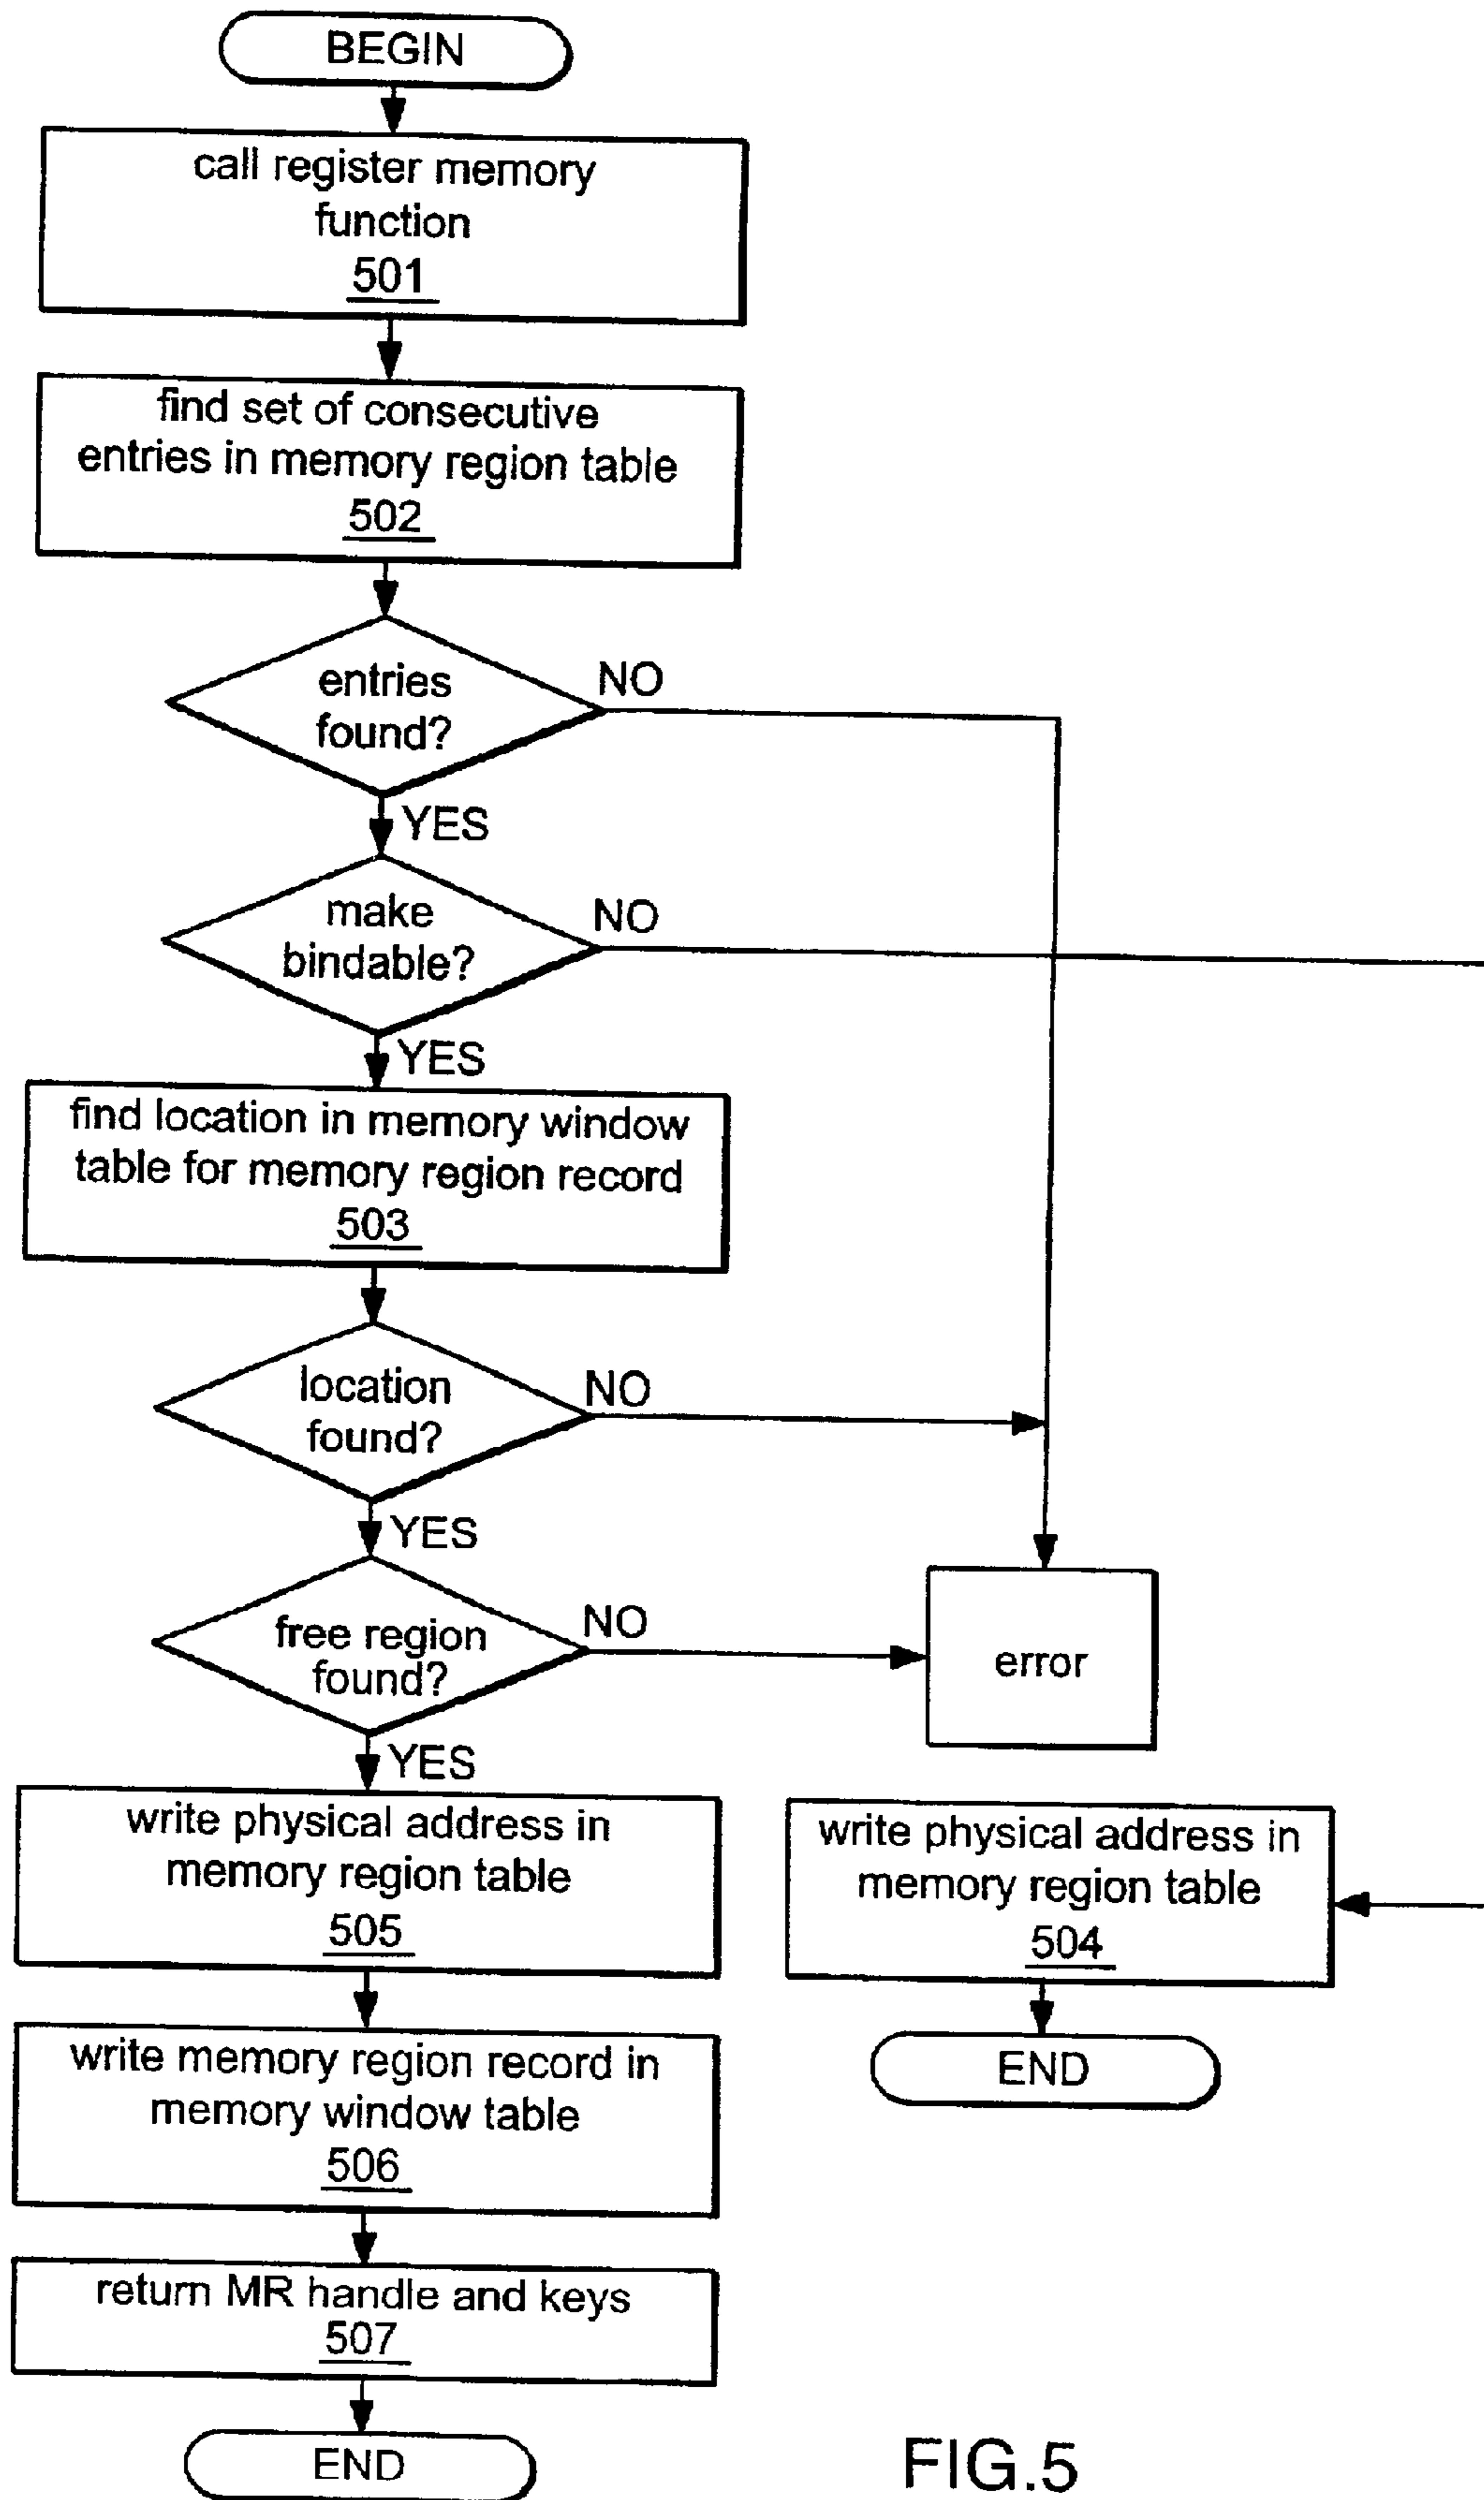 BEGIN
call register memory
function
501
find set of consecutive
entries in memory region table
502
entries
found?
NO
YES
make
bindable?
NO
YES
find location in memory window
table for memory region record
503
location
found?
NO
YES
free region
found?
NO
error
YES
write physical address in
memory region table
505
write physical address in
memory region table
504
END
write memory region record in
memory window table
506
return MR handle and keys
507
END
FIG.5